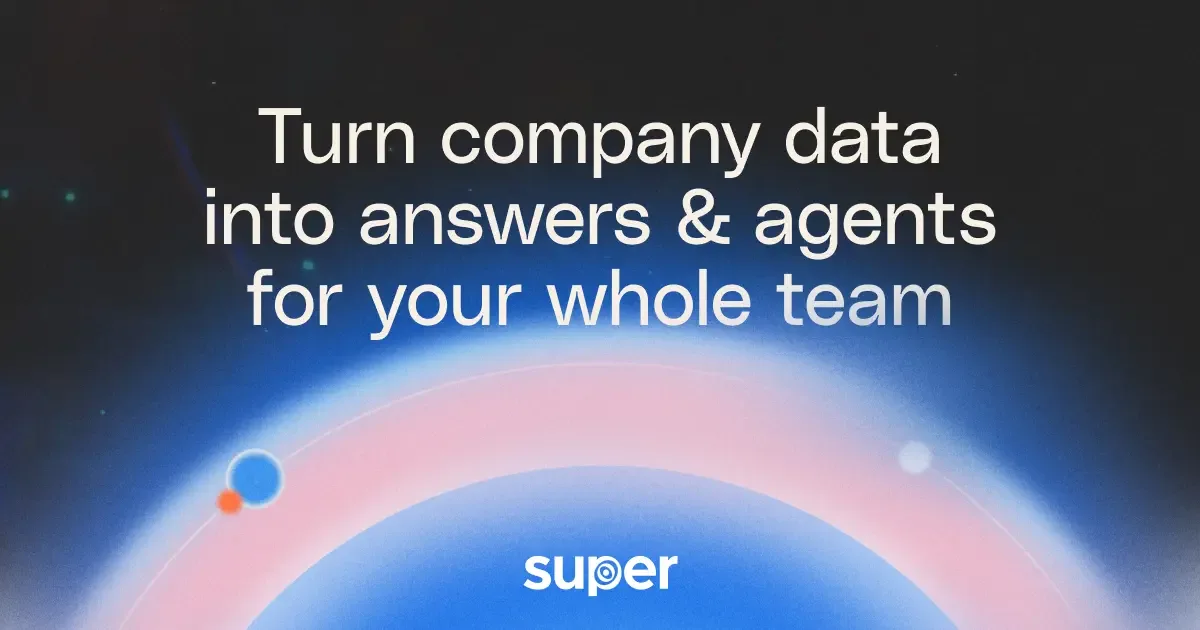 Turn company data
into answers & agents
for your whole team
super